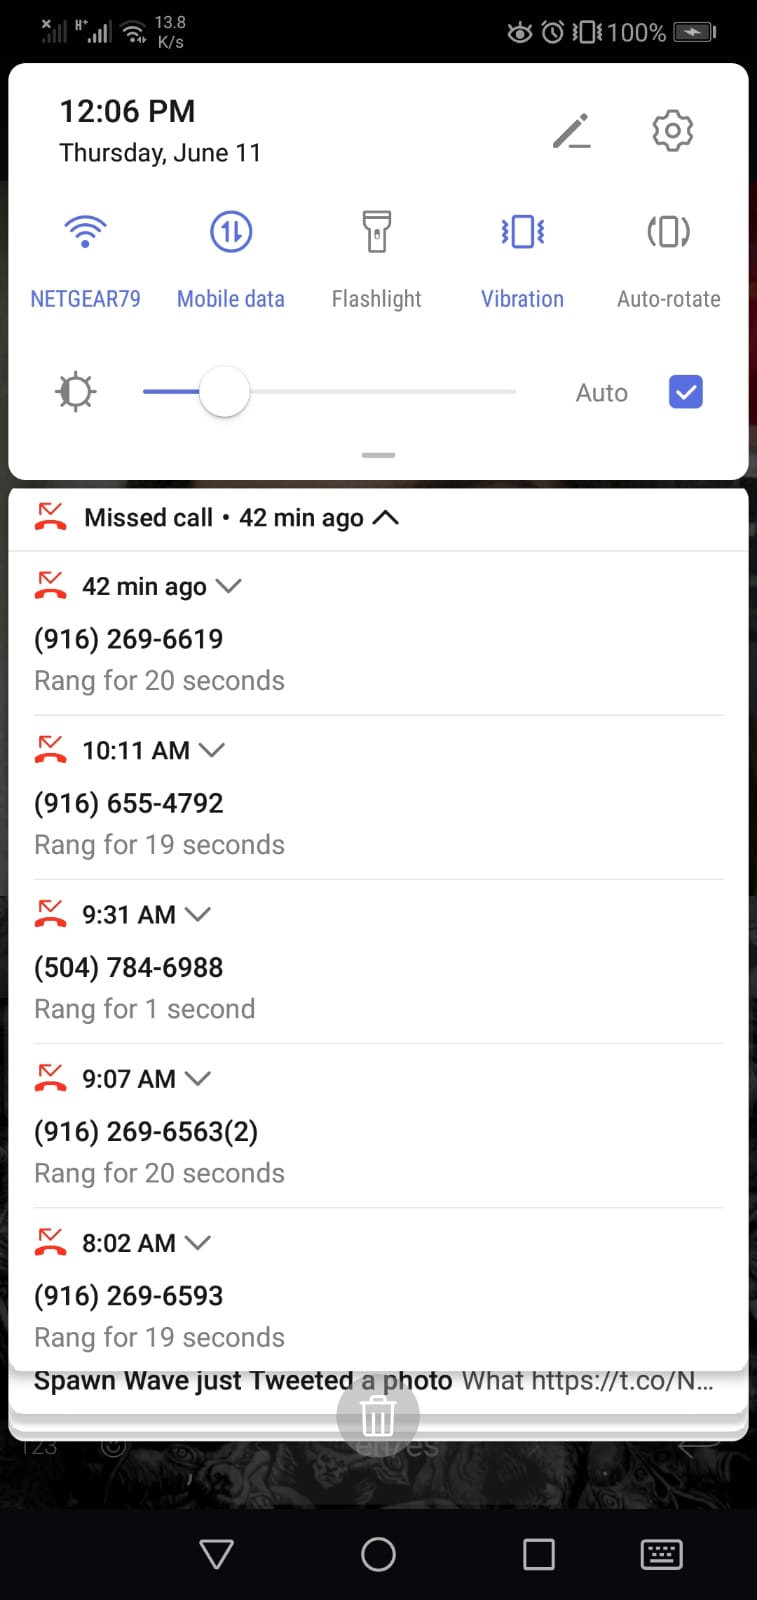 H+
13.8
K/s
100%
12:06 PM
Thursday, June 11
NETGEAR79
Mobile data
Flashlight
Vibration
Auto-rotate
Auto
Missed call • 42 min ago
42 min ago
(916) 269-6619
Rang for 20 seconds
10:11 AM
(916) 655-4792
Rang for 19 seconds
9:31 AM
(504) 784-6988
Rang for 1 second
9:07 AM
(916) 269-6563(2)
Rang for 20 seconds
8:02 AM
(916) 269-6593
Rang for 19 seconds
Spawn Wave just Tweeted a photo What https://t.co/N...
123